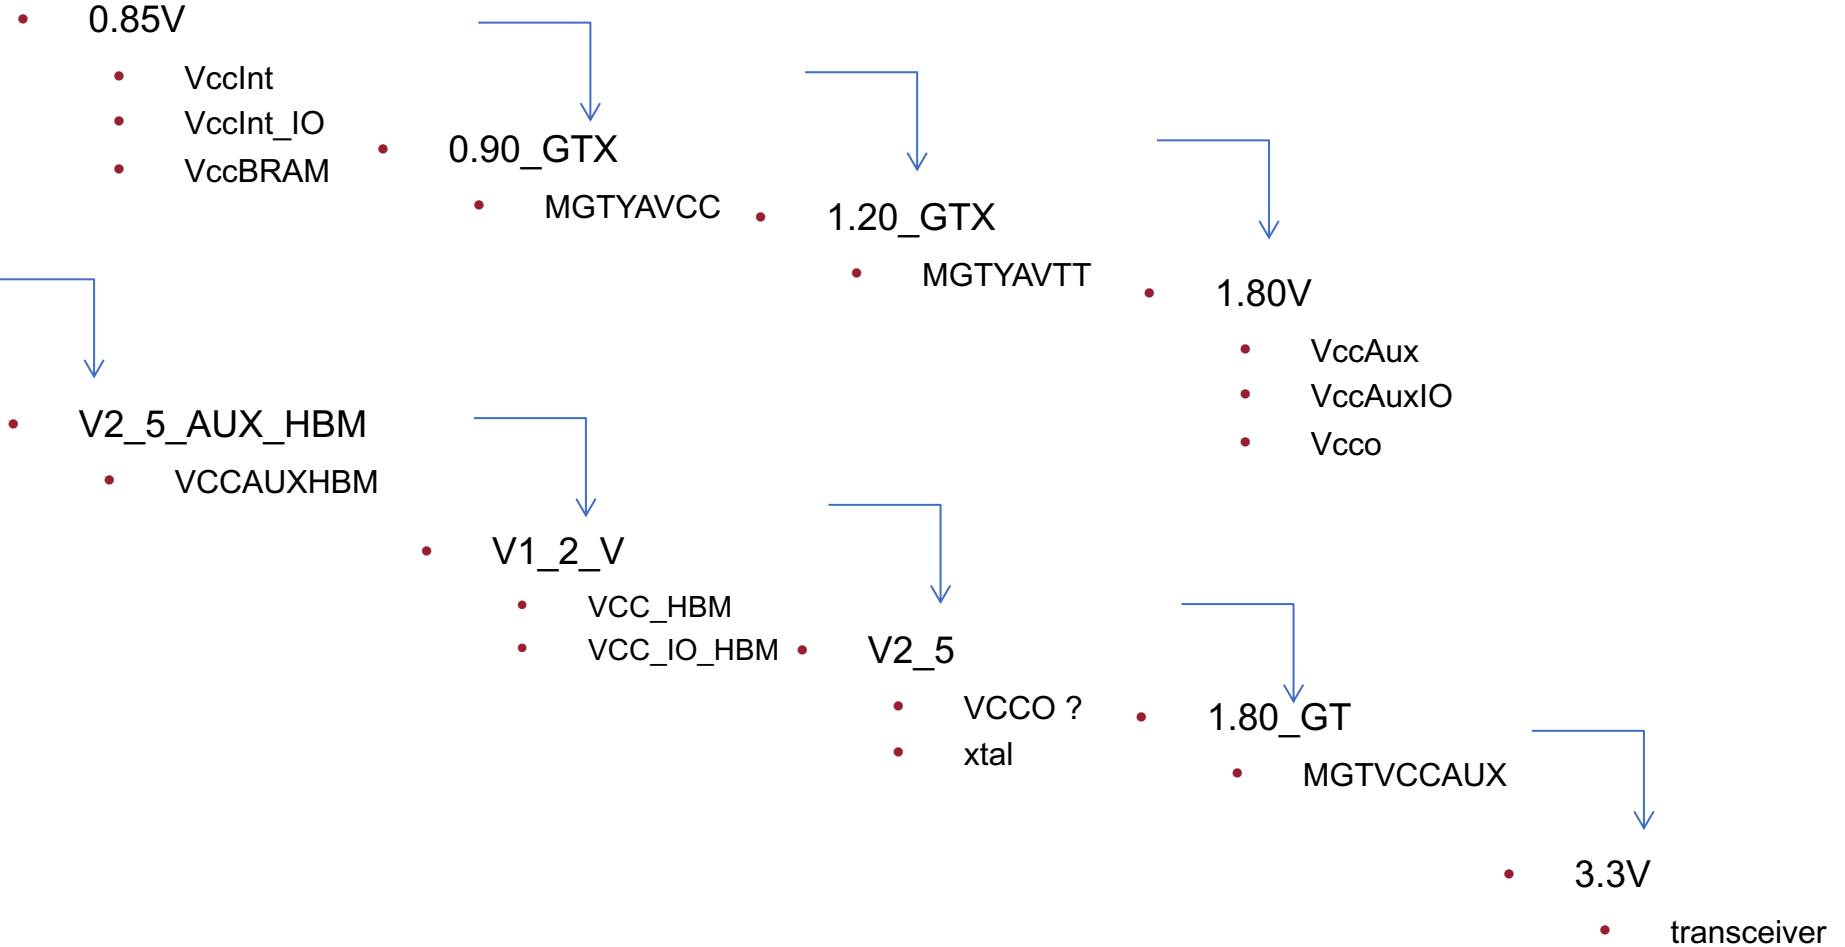 0.85V
VccInt
VccInt_IO
VccBRAM
0.90_GTX
MGTYAVCC
1.20_GTX
MGTYAVTT
1.80V
VccAux
VccAuxIO
Vcco
V2_5_AUX_HBM
VCCAUXHBM
V1_2_V
VCC_HBM
VCC_IO_HBM
V2_5
VCCO ?
xtal
1.80_GT
MGTVCCAUX
3.3V
transceiver